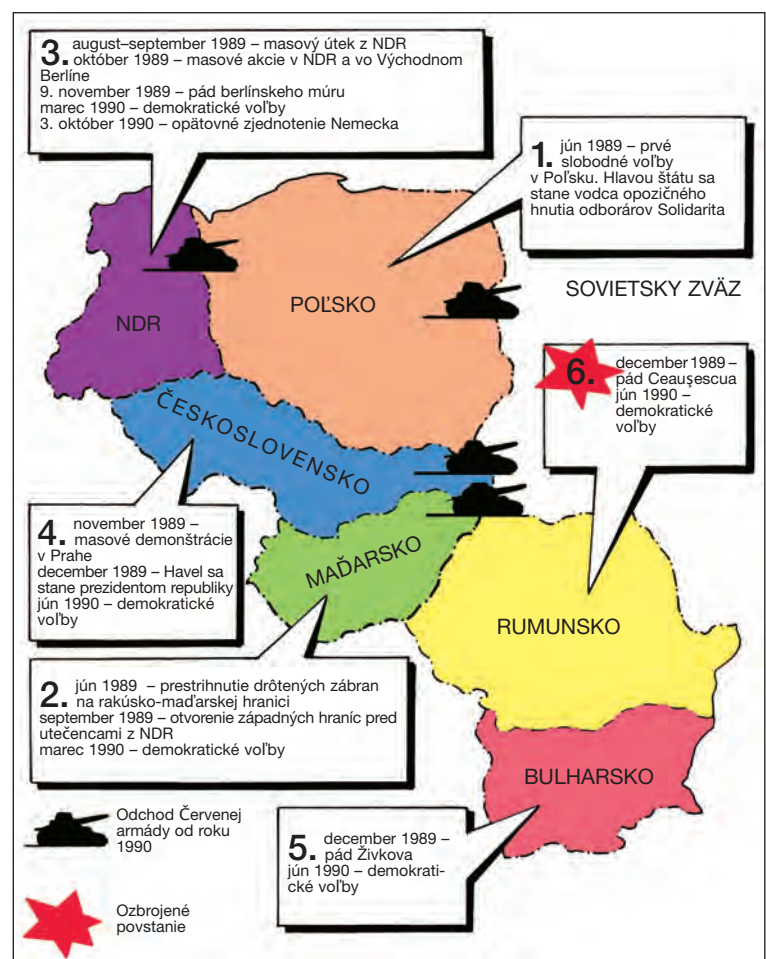 3. august–september 1989 – masový útek z NDR
október 1989 – masové akcie v NDR a vo Východnom
Berlíne
9. november 1989 – pád berlínskeho múru
marec 1990 – demokratické voľby
3. október 1990 – opätovné zjednotenie Nemecka
1. jún 1989 – prvé
slobodné voľby
v Poľsku. Hlavou štátu sa
stane vodca opozičného
hnutia odborárov Solidarita
SOVIETSKY ZVÄZ
POĽSKO
NDR
6. december 1989 –
pád Ceauşescua
jún 1990 –
demokratické
voľby
ČESKOSLOVENSKO
4. november 1989 –
masové demonštrácie
v Prahe
december 1989 – Havel sa
stane prezidentom republiky
jún 1990 – demokratické
voľby
MAĎARSKO
RUMUNSKO
2. jún 1989 – prestrihnutie drôtených zábran
na rakúsko-maďarskej hranici
september 1989 – otvorenie západných hraníc pred
utečencami z NDR
marec 1990 – demokratické voľby
BULHARSKO
Odchod Červenej
armády od roku
1990
5. december 1989 –
pád Živkova
jún 1990 – demokrati-
cké voľby
Ozbrojené
povstanie